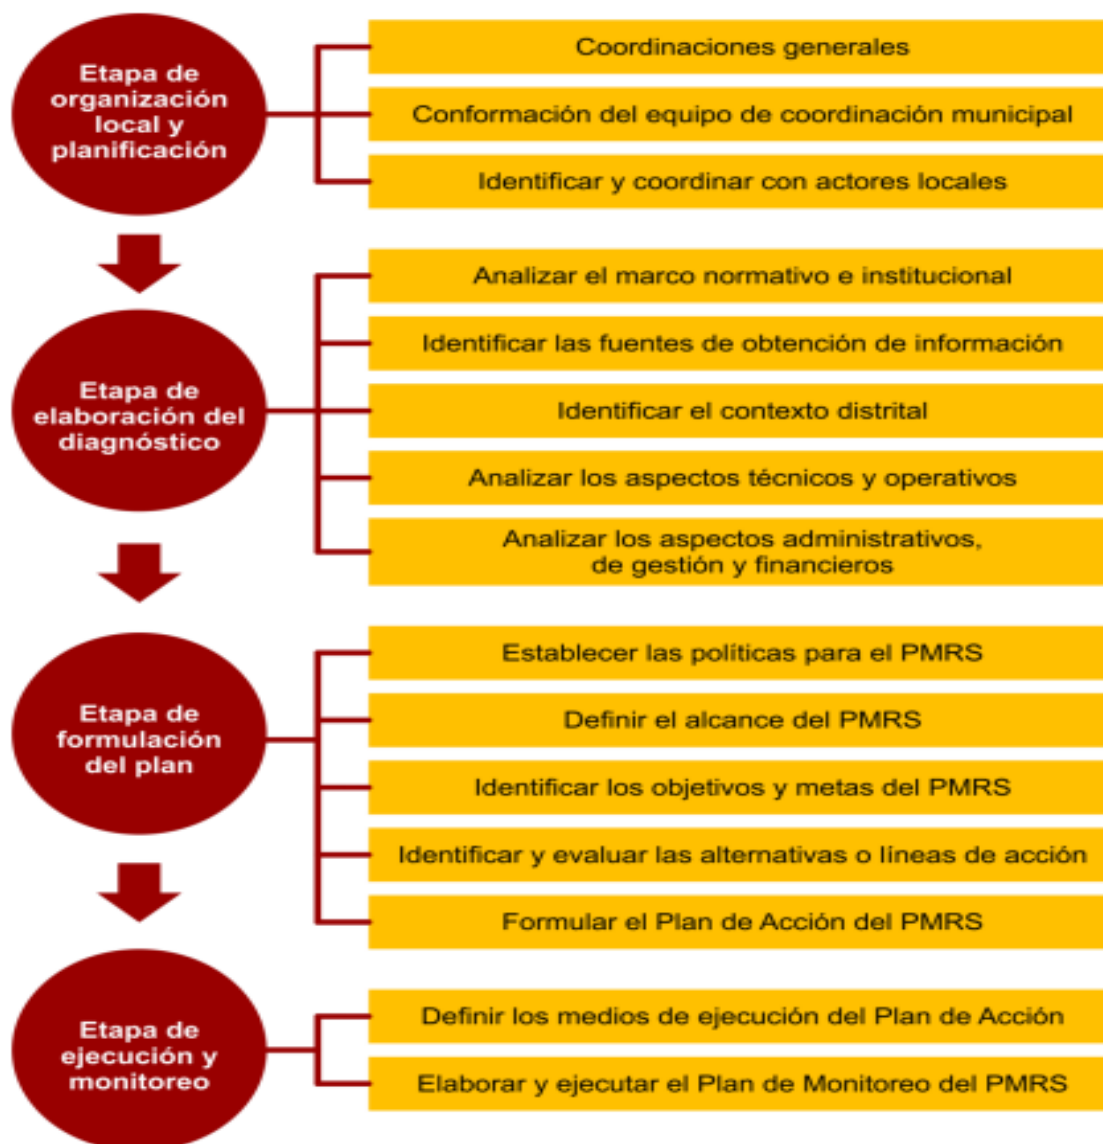 Etapa de
organización
local y
planificación
Coordinaciones generales
Conformación del equipo de coordinación municipal
Identificar y coordinar con actores locales
Etapa de
elaboración del
diagnóstico
Analizar el marco normativo e institucional
Identificar las fuentes de obtención de información
Identificar el contexto distrital
Analizar los aspectos técnicos y operativos
Analizar los aspectos administrativos,
de gestión y financieros
Etapa de
formulación
del plan
Establecer las políticas para el PMRS
Definir el alcance del PMRS
Identificar los objetivos y metas del PMRS
Identificar y evaluar las alternativas o líneas de acción
Formular el Plan de Acción del PMRS
Etapa de
ejecución y
monitoreo
Definir los medios de ejecución del Plan de Acción
Elaborar y ejecutar el Plan de Monitoreo del PMRS